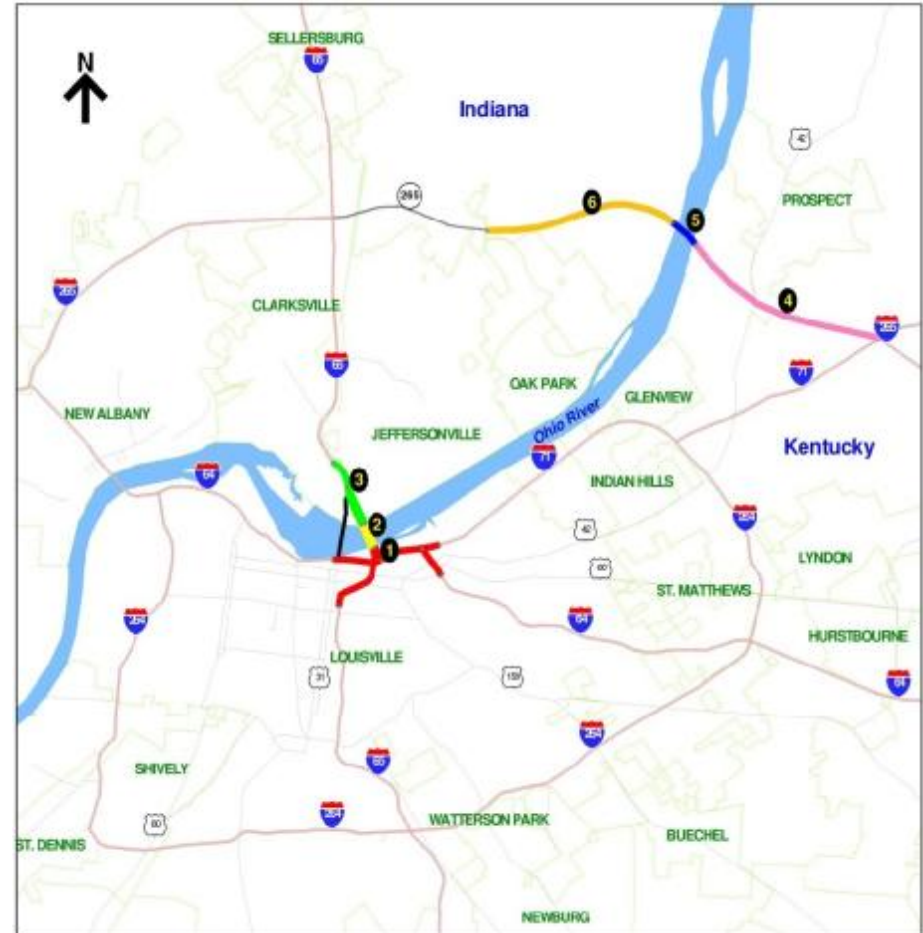 SELLERSBURG
N
65
Indiana
42
265
6
PROSPECT
5
265
CLARKSVILLE
4
265
65
71
OAK PARK
GLENVIEW
NEW ALBANY
Ohio River
JEFFERSONVILLE
Kentucky
71
64
3
INDIAN HILLS
264
2
42
1
LYNDON
60
ST. MATTHEWS
264
64
HURSTBOURNE
LOUISVILLE
31
64
264
65
SHIVELY
264
WATTERSON PARK
60
BUECHEL
ST. DENNIS
NEWBURG